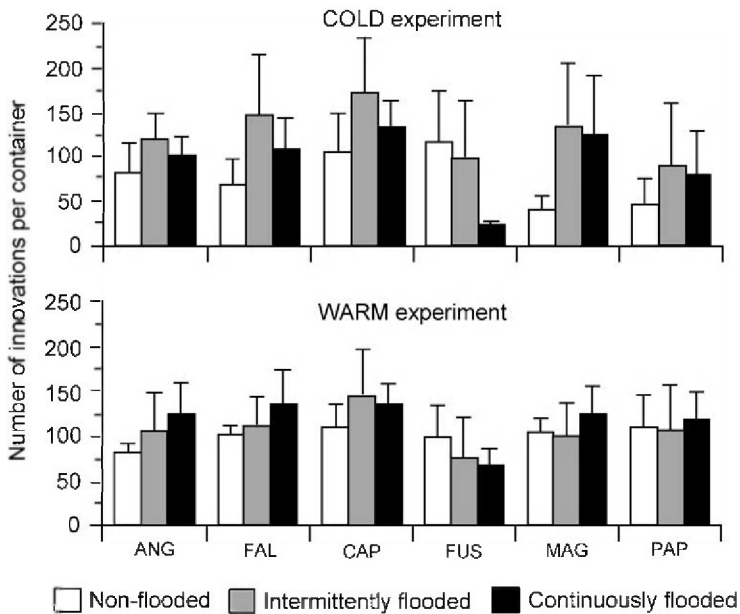 COLD experiment
250
200
150
100
50
0
WARM experiment
250
200
150
100
50
0
Number of innovations per container
ANG FAL CAP FUS MAG PAP
Non-flooded Intermittently flooded Continuously flooded